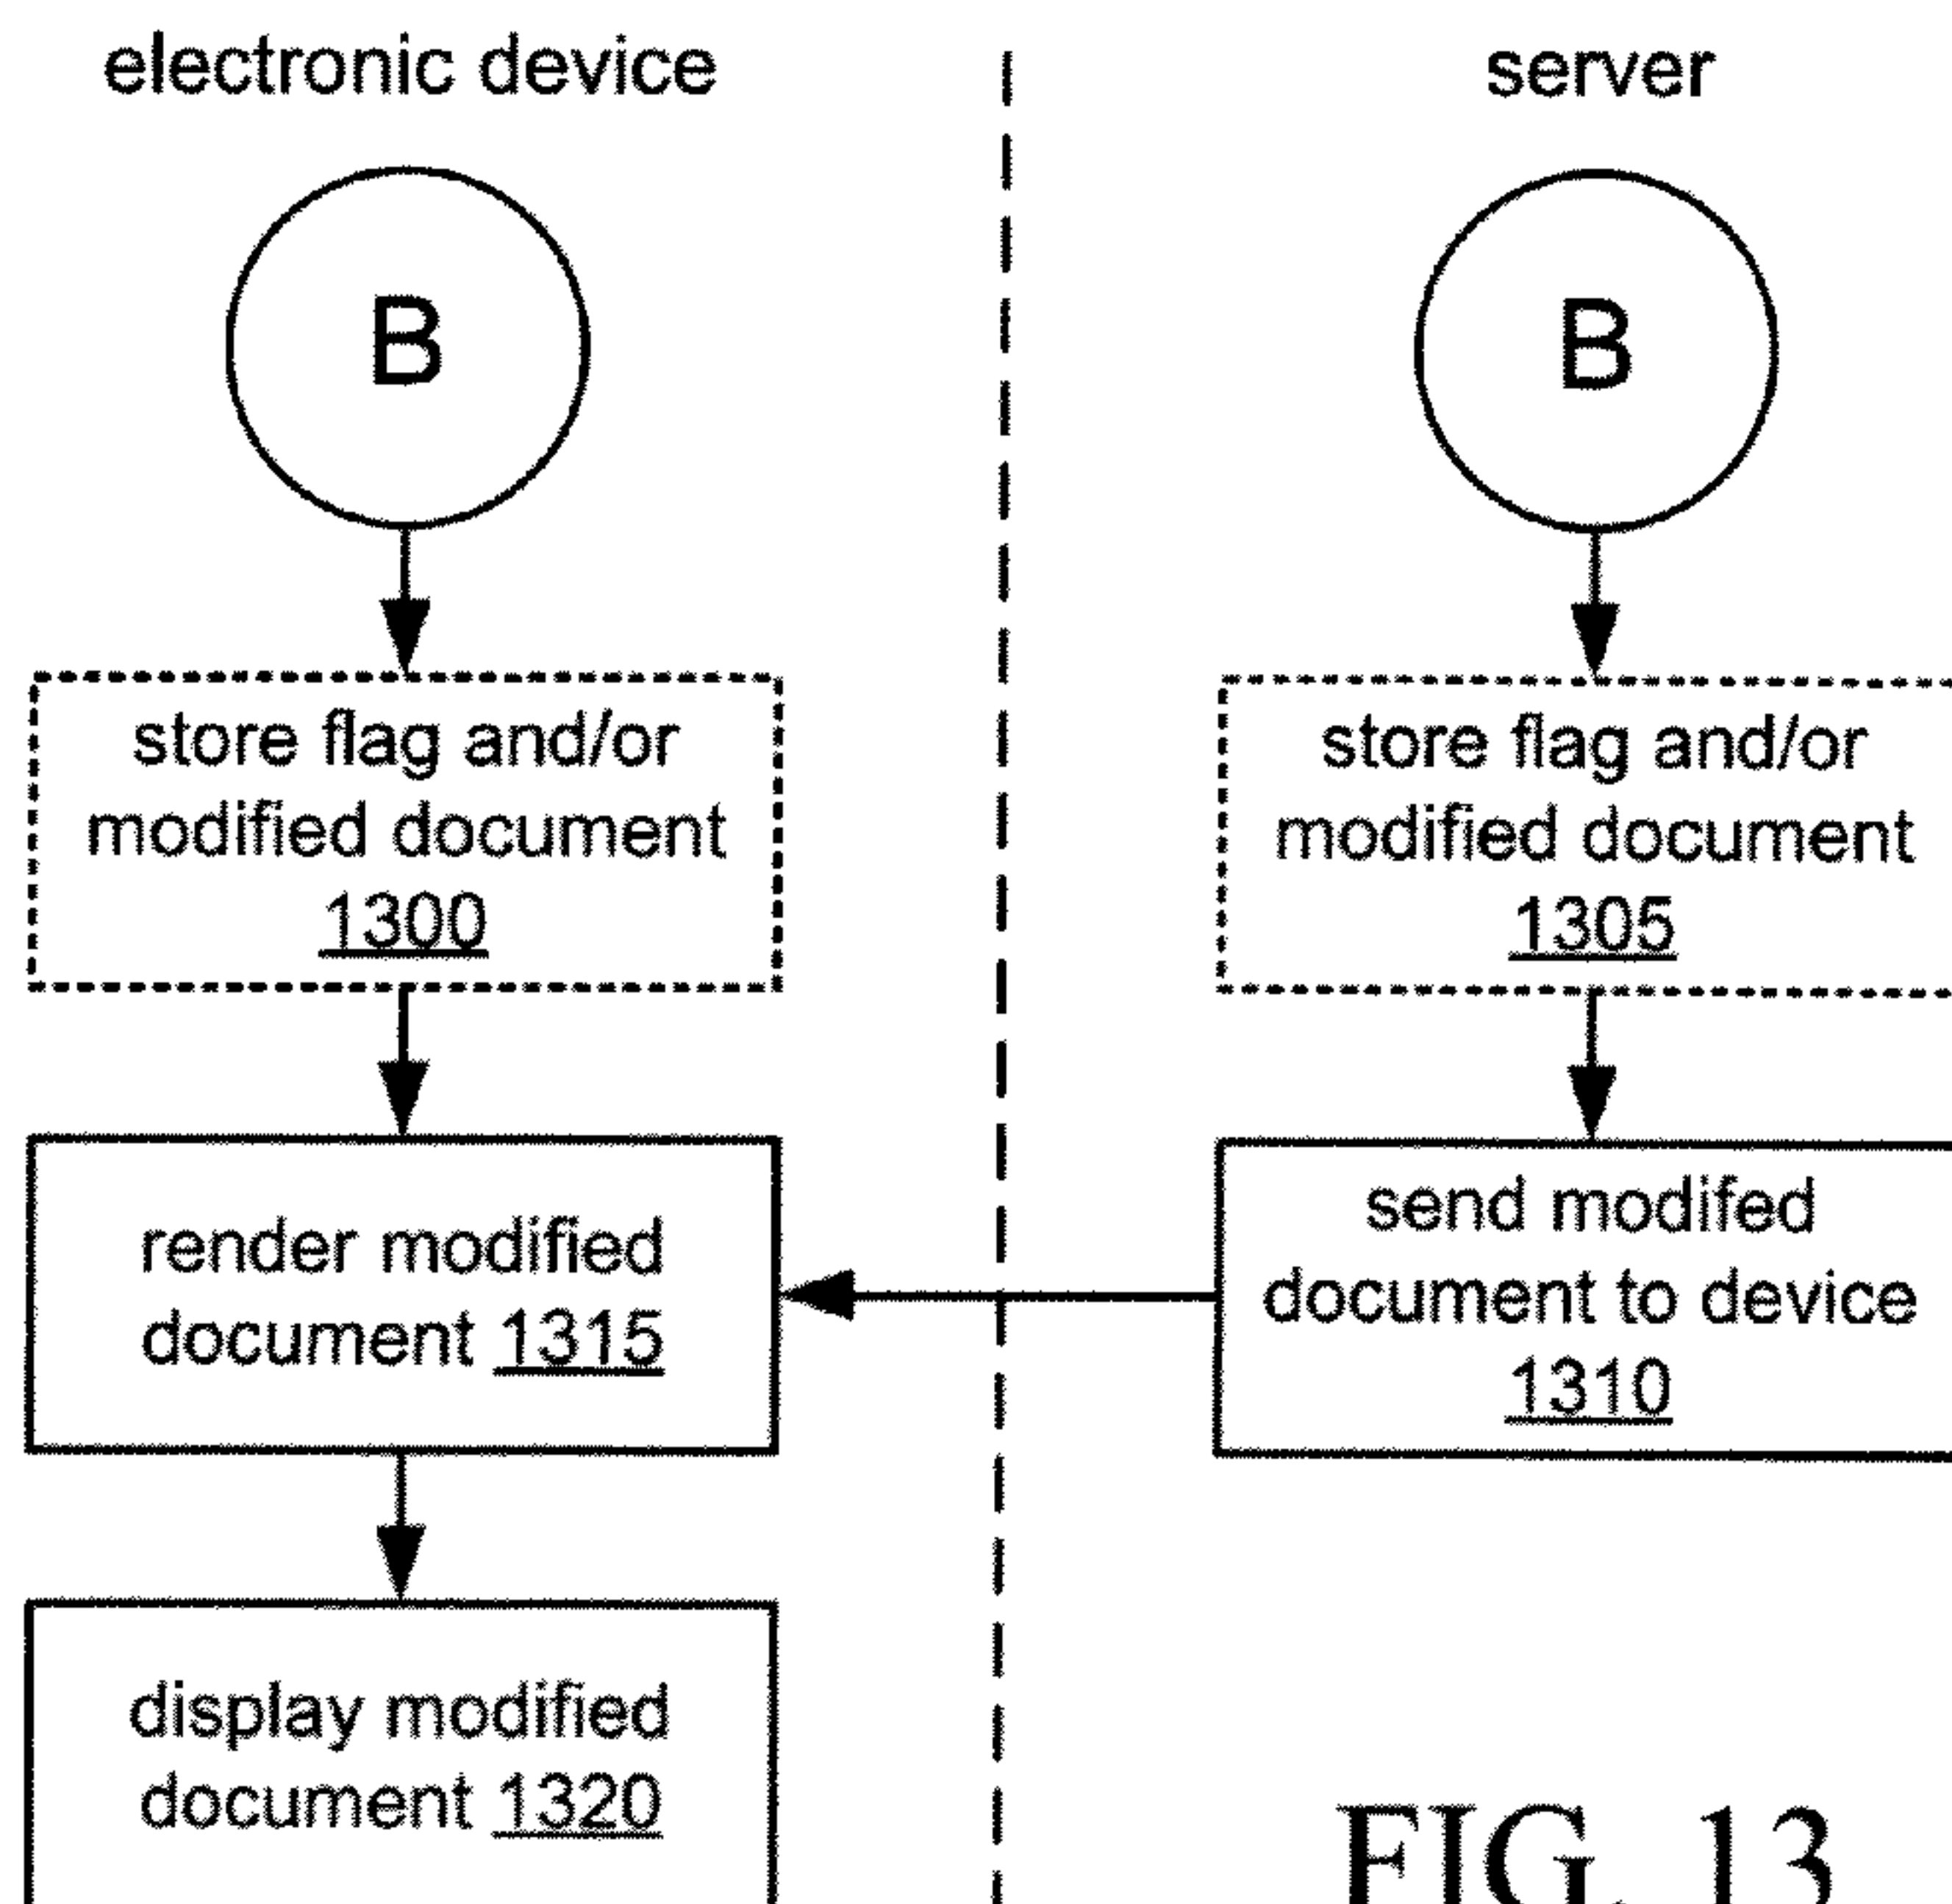 electronic device
server
B
B
store flag and/or
modified document
1300
store flag and/or
modified document
1305
render modified
document 1315
send modifed
document to device
1310
display modified
document 1320
FIG. 13